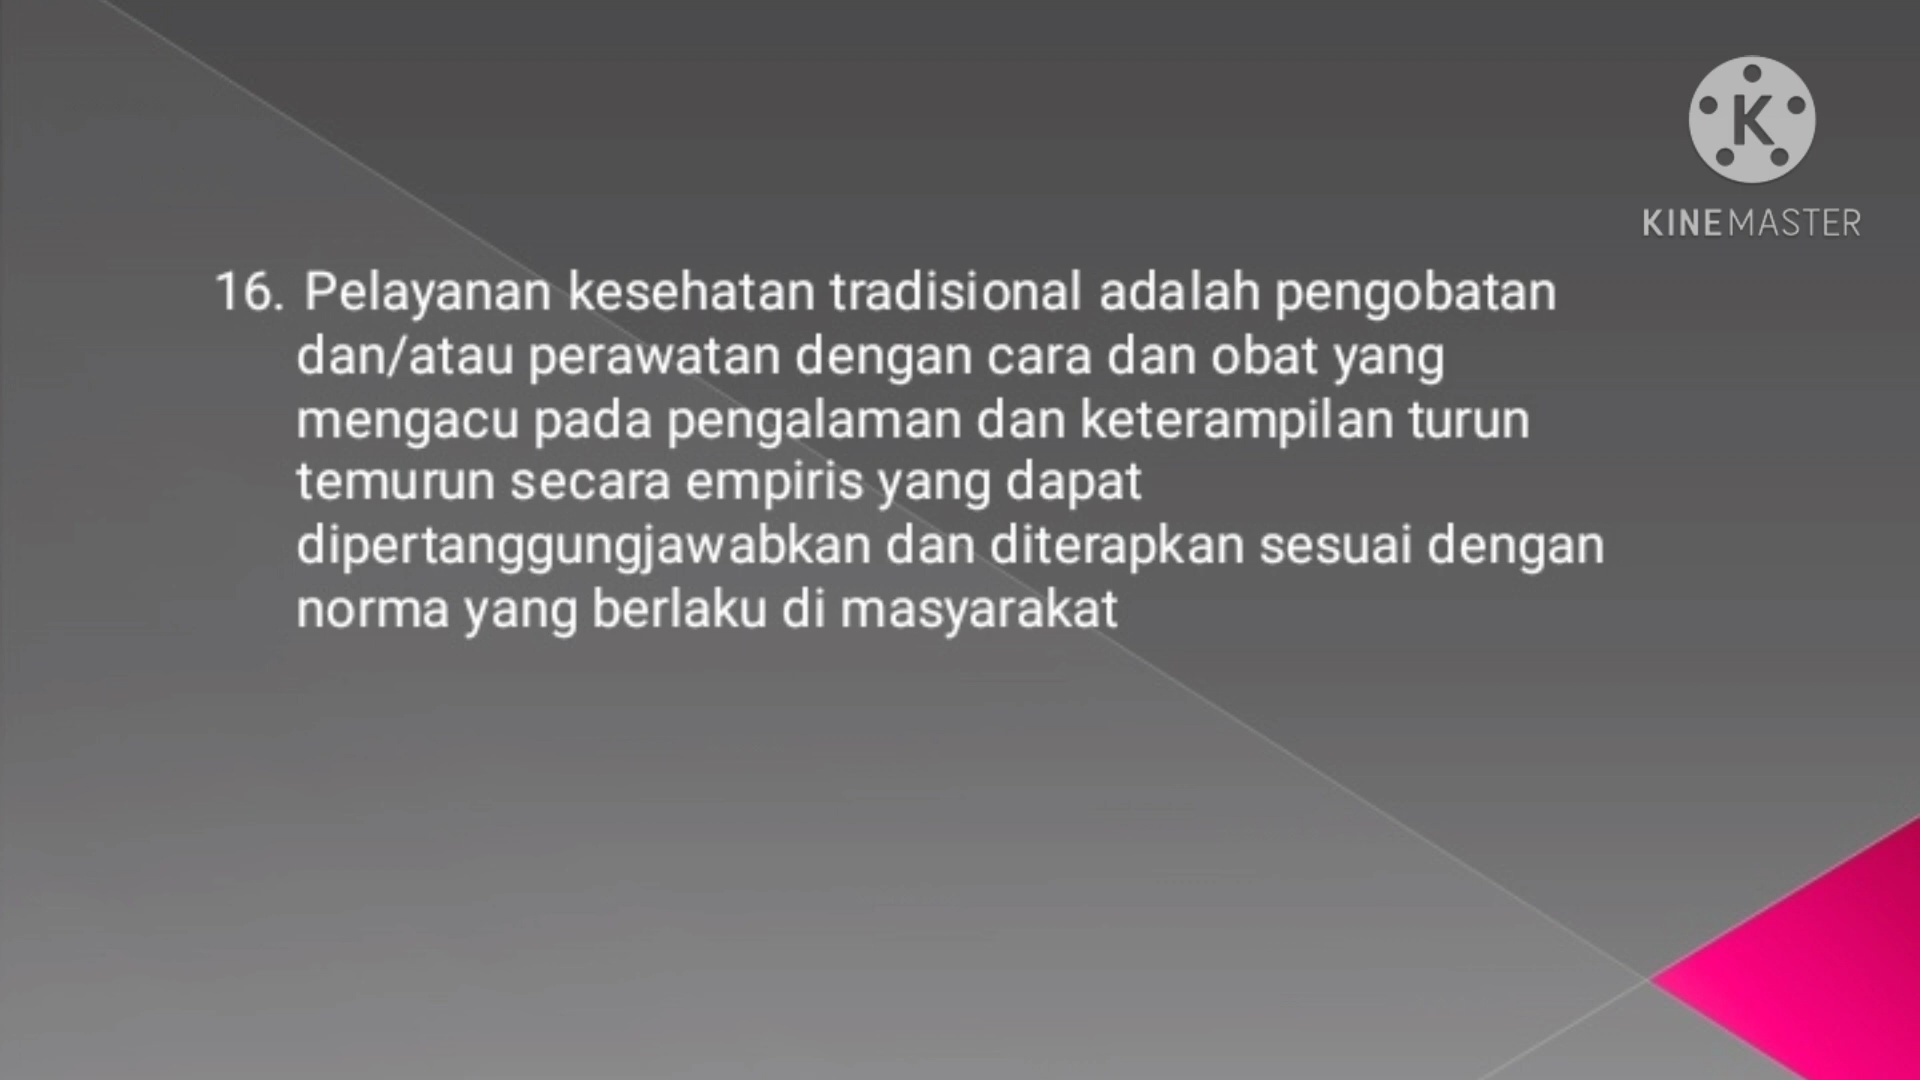 KINEMASTER
16. Pelayanan kesehatan tradisional adalah pengobatan
dan/atau perawatan dengan cara dan obat yang
mengacu pada pengalaman dan keterampilan turun
temurun secara empiris yang dapat
dipertanggungjawabkan dan diterapkan sesuai dengan
norma yang berlaku di masyarakat